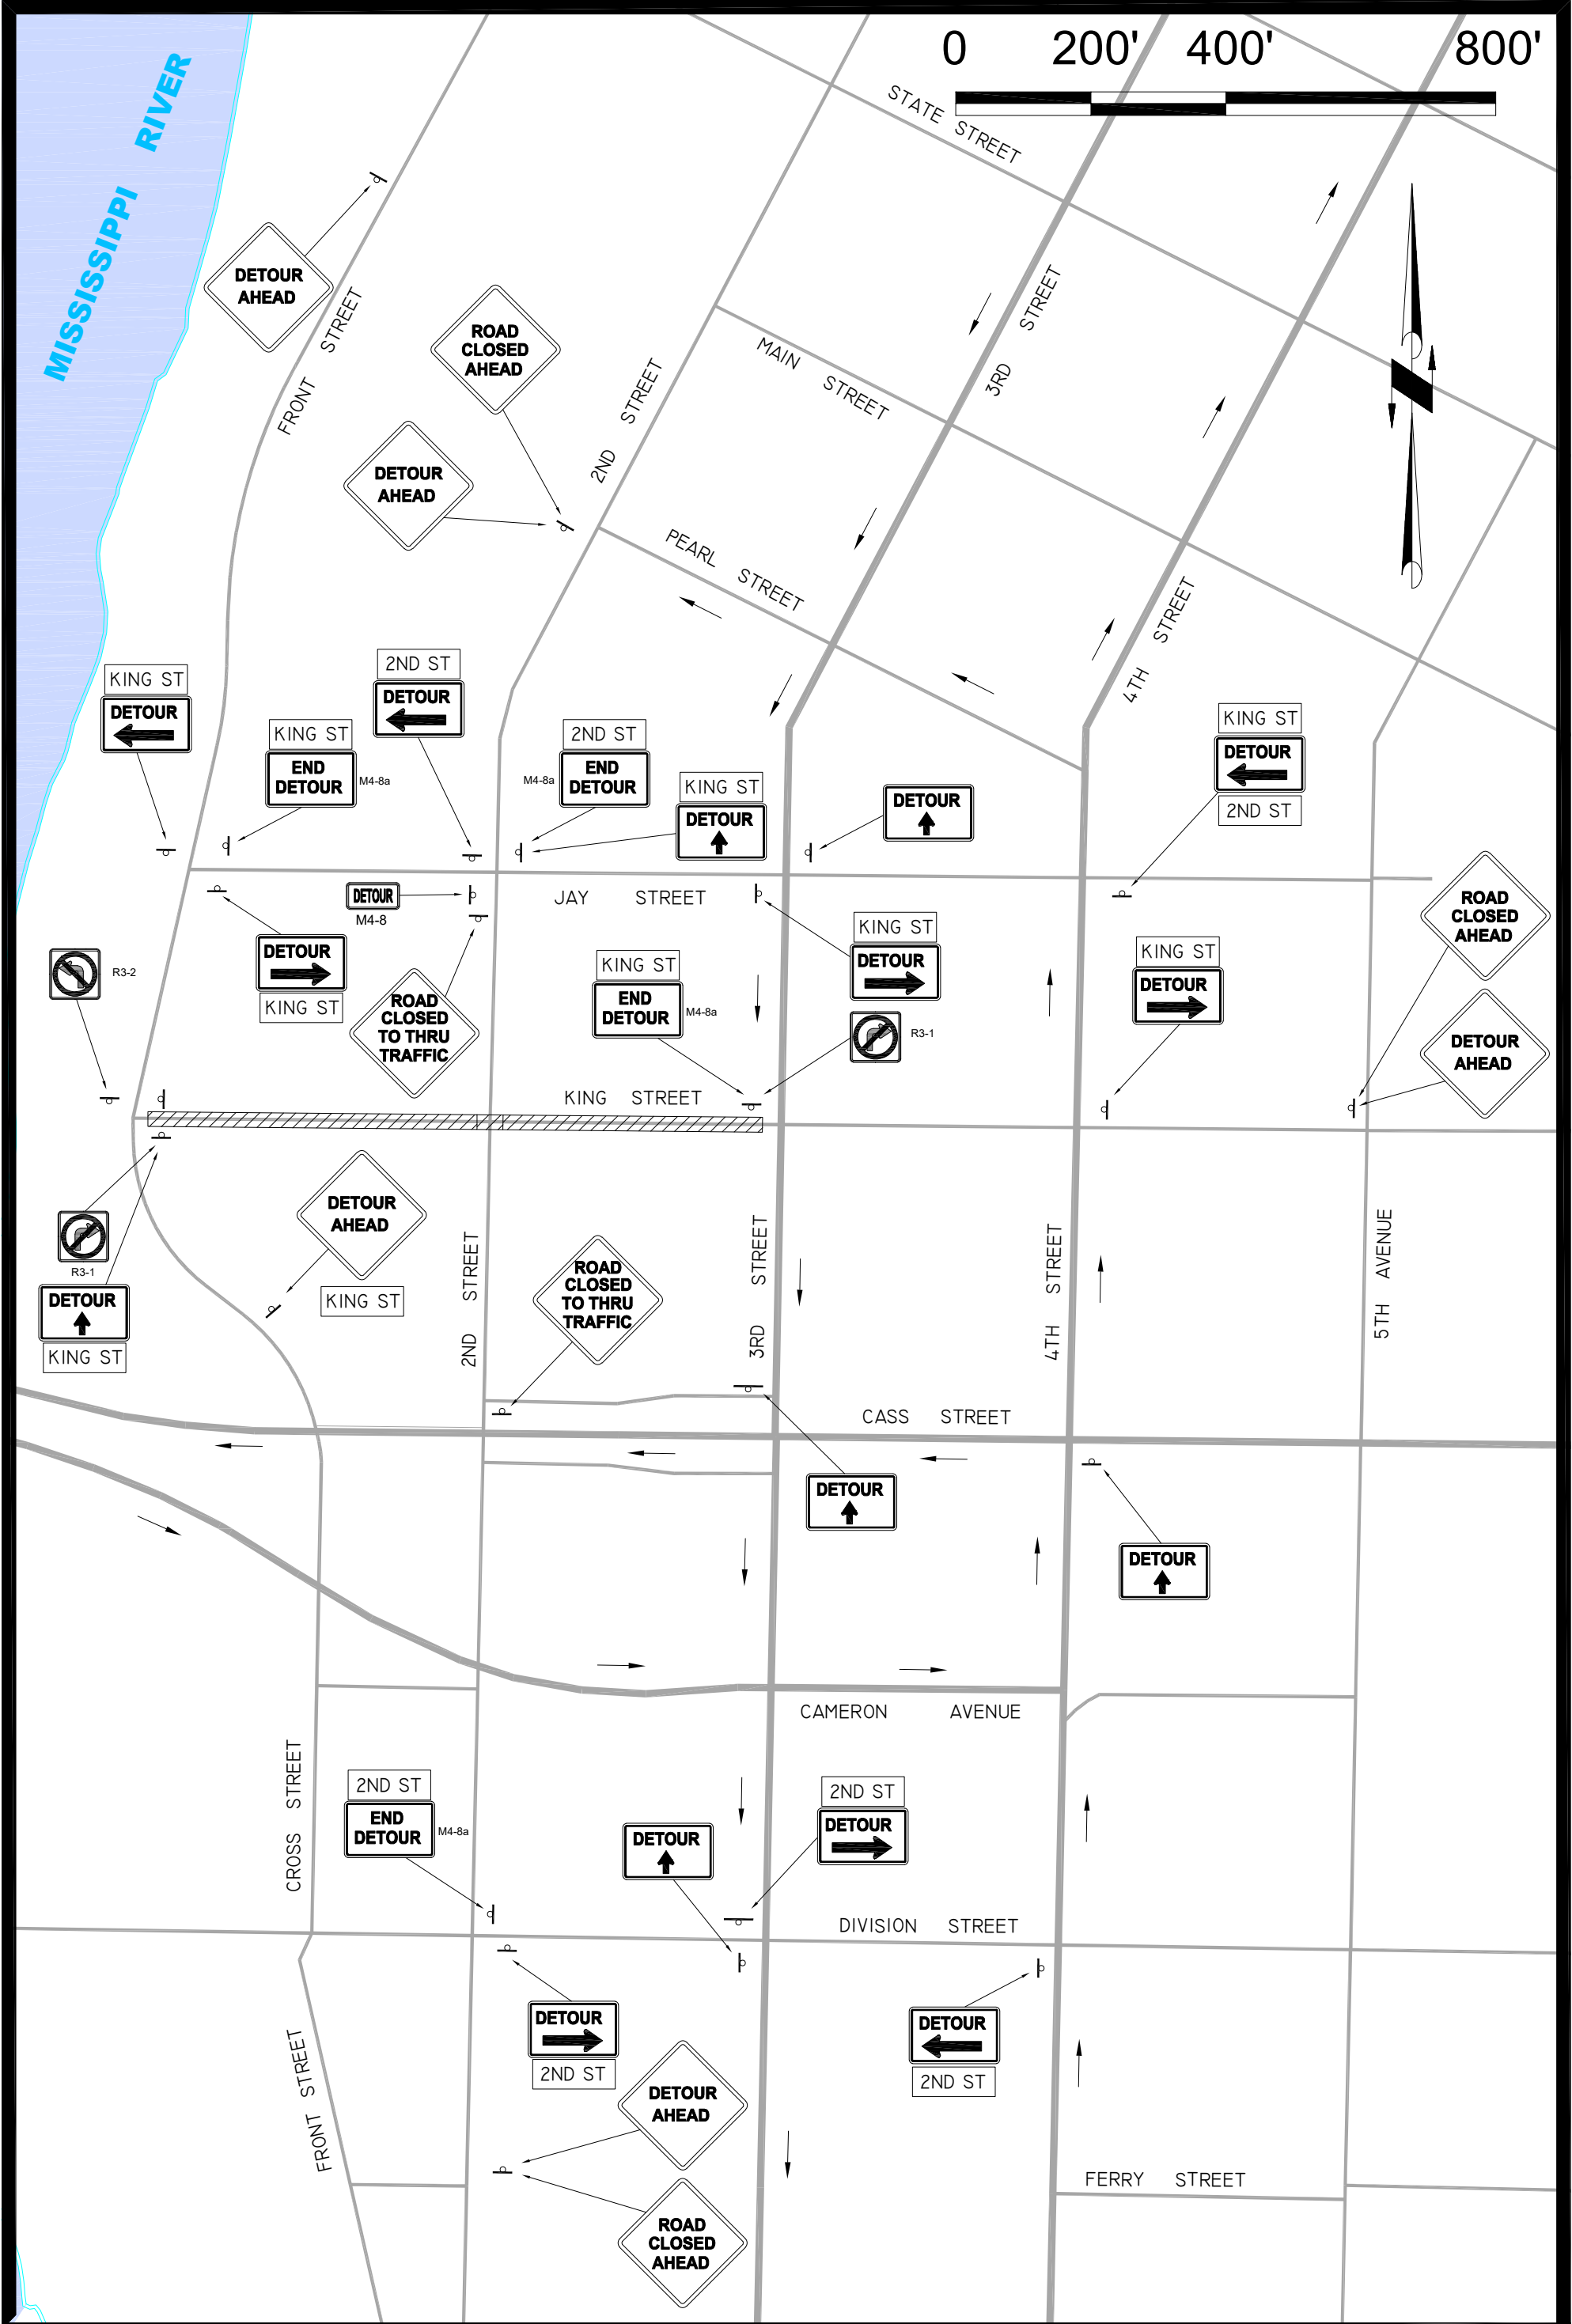 0 200' 400' 800'
STATE STREET
MISSISSIPPI RIVER
DETOUR
AHEAD
FRONT STREET
ROAD
CLOSED
AHEAD
2ND STREET
MAIN STREET
3RD STREET
DETOUR
AHEAD
PEARL STREET
4TH STREET
KING ST
DETOUR
2ND ST
DETOUR
KING ST
END
DETOUR
M4-8a
2ND ST
END
DETOUR
M4-8a
KING ST
DETOUR
DETOUR
KING ST
DETOUR
2ND ST
JAY STREET
DETOUR
M4-8
ROAD
CLOSED
AHEAD
R3-2
DETOUR
KING ST
ROAD
CLOSED
TO THRU
TRAFFIC
KING ST
END
DETOUR
M4-8a
KING ST
DETOUR
R3-1
KING ST
DETOUR
DETOUR
AHEAD
KING STREET
R3-1
DETOUR
KING ST
DETOUR
AHEAD
KING ST
2ND STREET
ROAD
CLOSED
TO THRU
TRAFFIC
3RD STREET
4TH STREET
5TH AVENUE
CASS STREET
DETOUR
DETOUR
CAMERON AVENUE
CROSS STREET
2ND ST
END
DETOUR
M4-8a
DETOUR
2ND ST
DETOUR
DIVISION STREET
DETOUR
2ND ST
DETOUR
2ND ST
FRONT STREET
DETOUR
AHEAD
FERRY STREET
ROAD
CLOSED
AHEAD